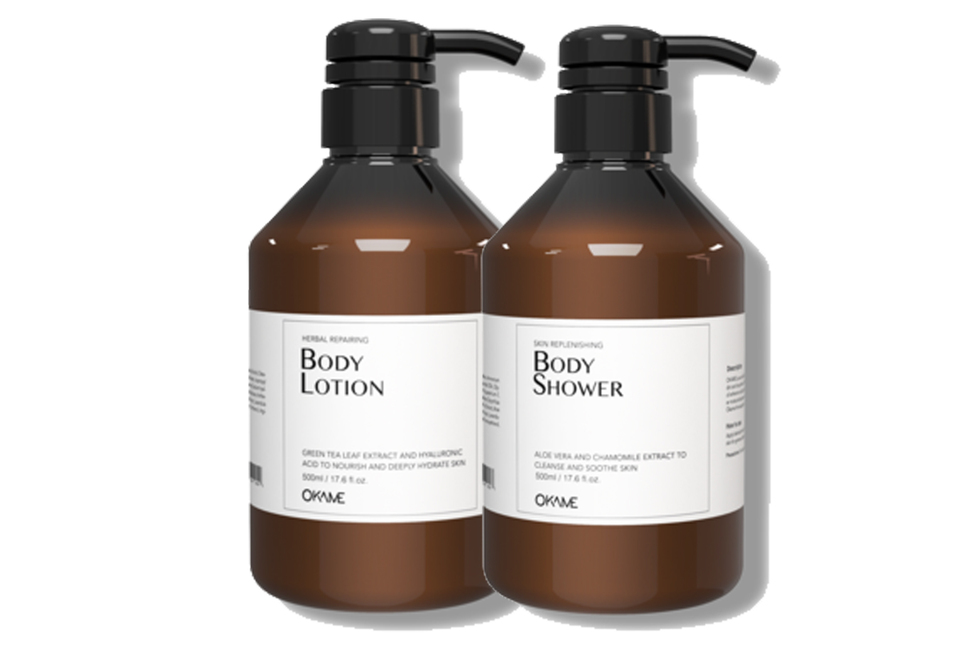 HERBAL REPAIRING
BODY
LOTION
GREEN TEA LEAF EXTRACT AND HYALURONIC
ACID TO NOURISH AND DEEPLY HYDRATE SKIN
500ml / 17.6 fl.oz.
OKAME
SKIN REPLENISHING
BODY
SHOWER
ALOE VERA AND CHAMOMILE EXTRACT TO
CLEANSE AND SOOTHE SKIN
500ml / 17.6 fl.oz.
OKAME